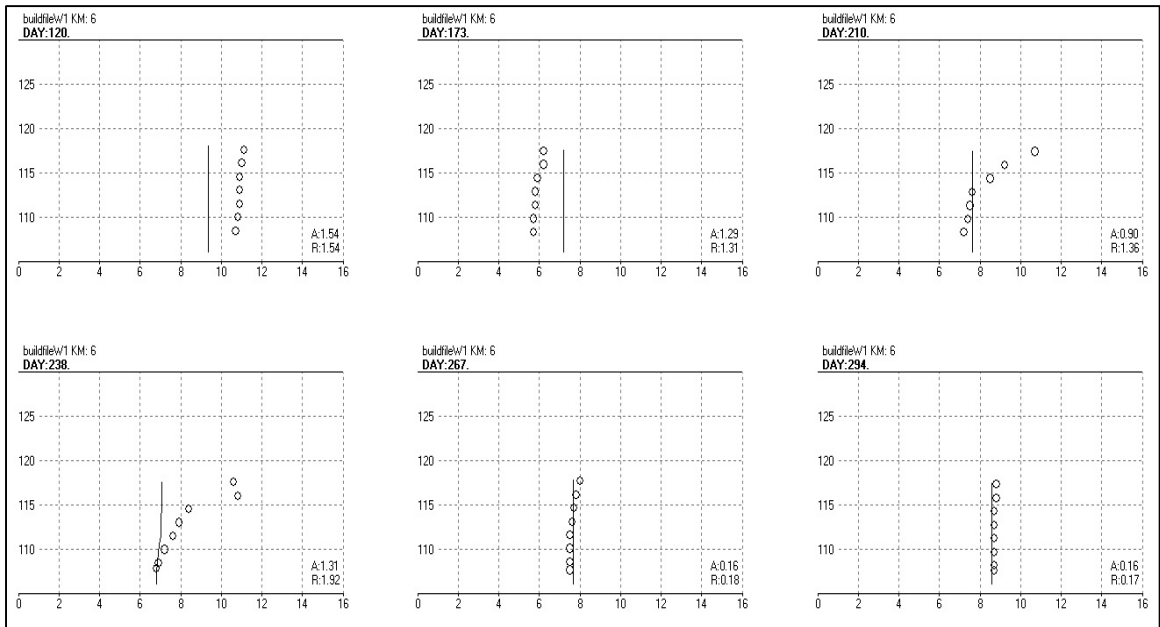 buildfileW1 KM: 6
DAY:120.
125
120
115
110
A:1.54
R:1.54
0 2 4 6 8 10 12 14 16
buildfileW1 KM: 6
DAY:173.
125
120
115
110
A:1.29
R:1.31
0 2 4 6 8 10 12 14 16
buildfileW1 KM: 6
DAY:210.
125
120
115
110
A:0.90
R:1.36
0 2 4 6 8 10 12 14 16
buildfileW1 KM: 6
DAY:238.
125
120
115
110
A:1.31
R:1.92
0 2 4 6 8 10 12 14 16
buildfileW1 KM: 6
DAY:267.
125
120
115
110
A:0.16
R:0.18
0 2 4 6 8 10 12 14 16
buildfileW1 KM: 6
DAY:294.
125
120
115
110
A:0.16
R:0.17
0 2 4 6 8 10 12 14 16